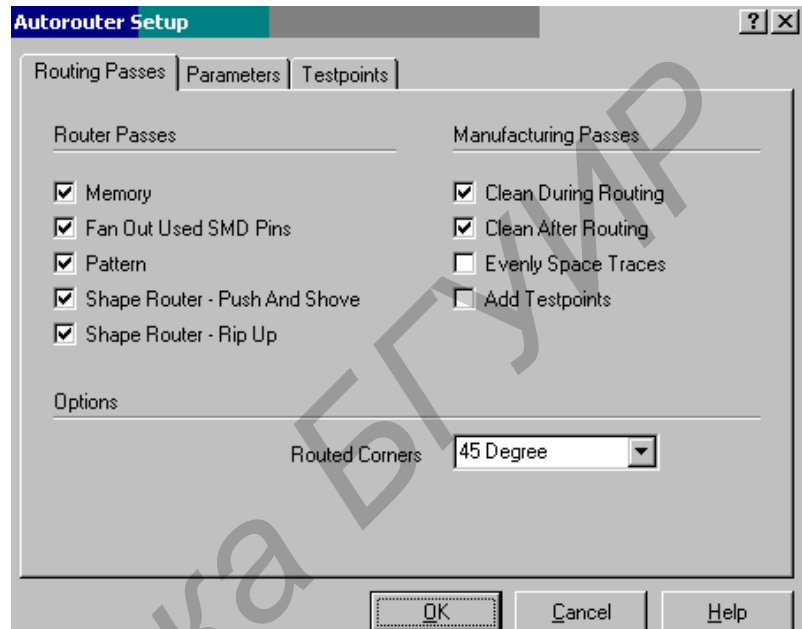 Autorouter Setup
Routing Passes
Parameters
Testpoints
Router Passes
Memory
Fan Out Used SMD Pins
Pattern
Shape Router - Push And Shove
Shape Router - Rip Up
Manufacturing Passes
Clean During Routing
Clean After Routing
Evenly Space Traces
Add Testpoints
Options
Routed Corners
45 Degree
OK
Cancel
Help
ка БГУИР